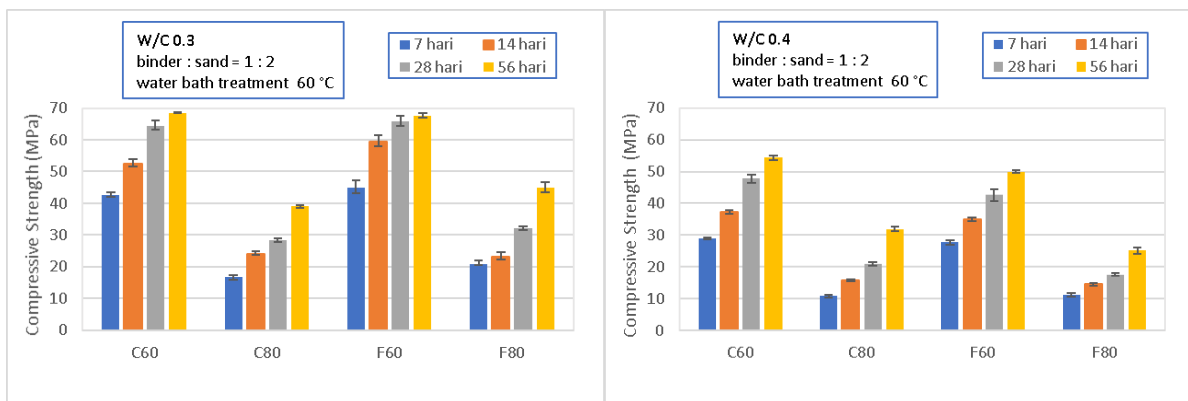 W/C 0.3
binder : sand = 1 : 2
water bath treatment 60 °C
7 hari
14 hari
28 hari
56 hari
Compressive Strength (MPa)
70
60
50
40
30
20
10
0
C60
C80
F60
F80
W/C 0.4
binder : sand = 1 : 2
water bath treatment 60 °C
7 hari
14 hari
28 hari
56 hari
Compressive Strength (MPa)
70
60
50
40
30
20
10
0
C60
C80
F60
F80